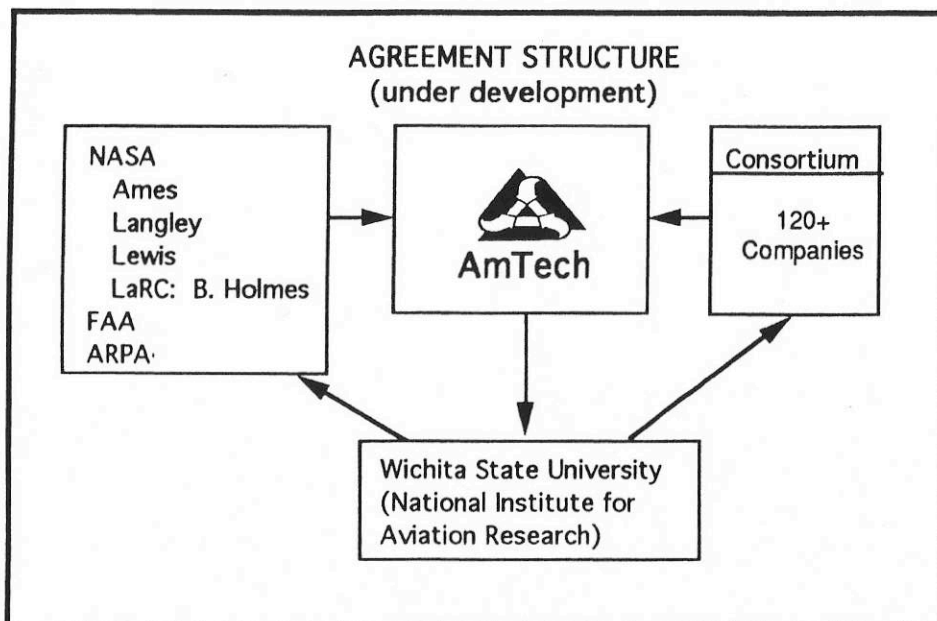 AGREEMENT STRUCTURE
(under development)
NASA
Ames
Langley
Lewis
LaRC: B. Holmes
FAA
ARPA
AmTech
Consortium
120+
Companies
Wichita State University
(National Institute for
Aviation Research)